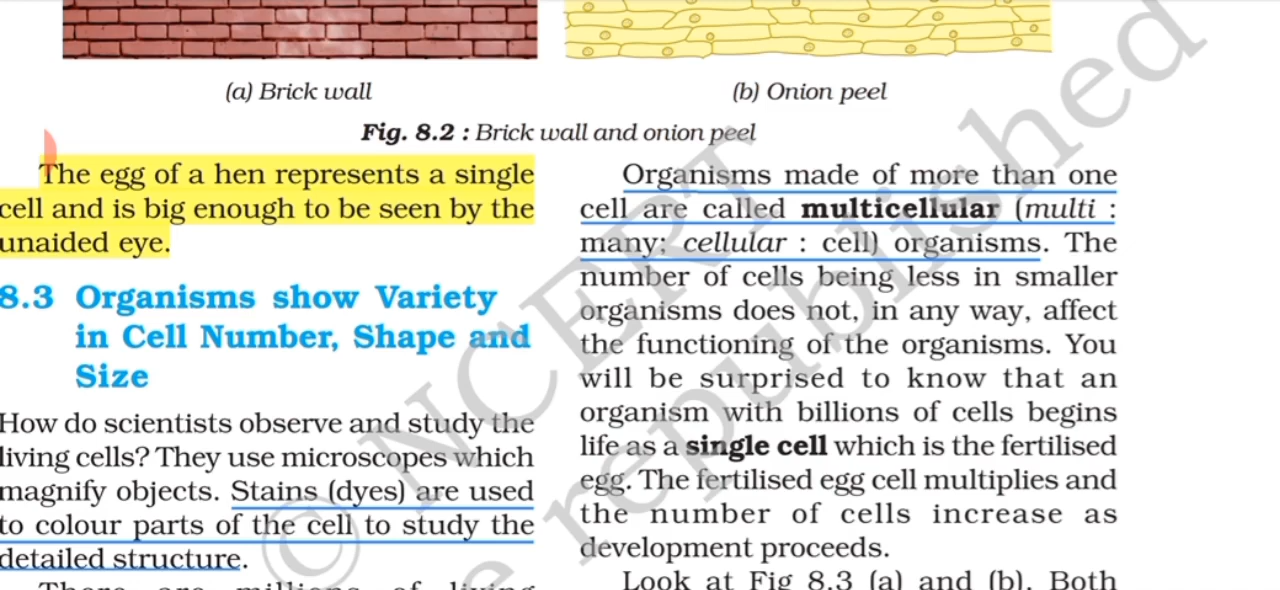 (a) Brick wall
(b) Onion peel
Fig. 8.2 : Brick wall and onion peel
The egg of a hen represents a single
cell and is big enough to be seen by the
unaided eye.
8.3 Organisms show Variety
in Cell Number, Shape and
Size
How do scientists observe and study the
living cells? They use microscopes which
magnify objects. Stains (dyes) are used
to colour parts of the cell to study the
detailed structure.
There are millions of living
Organisms made of more than one
cell are called multicellular (multi :
many; cellular : cell) organisms. The
number of cells being less in smaller
organisms does not, in any way, affect
the functioning of the organisms. You
will be surprised to know that an
organism with billions of cells begins
life as a single cell which is the fertilised
egg. The fertilised egg cell multiplies and
the number of cells increase as
development proceeds.
Look at Fig 8.3 (a) and (b). Both
© NCERT
e republished